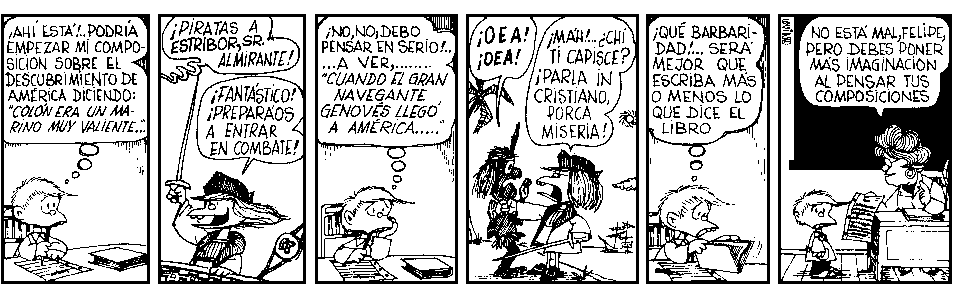 ¡AHÍ ESTÁ!.. PODRÍA
EMPEZAR MI COMPO-
SICIÓN SOBRE EL
DESCUBRIMIENTO DE
AMÉRICA DICIENDO:
"COLÓN ERA UN MA-
RINO MUY VALIENTE..."
¡PIRATAS A
ESTRIBOR, SR.
ALMIRANTE!
¡FANTÁSTICO!
¡PREPARAOS
A ENTRAR
EN COMBATE!
¡NO, NO; DEBO
PENSAR EN SERIO!..
...A VER,........
"CUANDO EL GRAN
NAVEGANTE
GENOVÉS LLEGÓ
A AMÉRICA....."
¡OEA!
¡OEA!
¡MAH!.. ¿CHÍ
TI CAPISCE?
¡PARLA IN
CRISTIANO,
PORCA
MISERIA!
¡QUÉ BARBARI-
DAD!... SERÁ
MEJOR QUE
ESCRIBA MÁS
O MENOS LO
QUE DICE EL
LIBRO
NO ESTÁ MAL, FELIPE,
PERO DEBES PONER
MÁS IMAGINACIÓN
AL PENSAR TUS
COMPOSICIONES